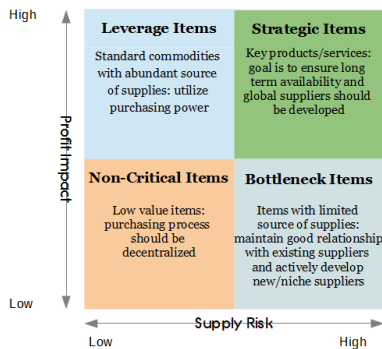 High
Leverage Items
Standard commodities
with abundant source
of supplies: utilize
purchasing power
Strategic Items
Key products/services:
goal is to ensure long
term availability and
global suppliers should
be developed
Profit Impact
Non-Critical Items
Low value items:
purchasing process
should be
decentralized
Bottleneck Items
Items with limited
source of supplies:
maintain good relationship
with existing suppliers
and actively develop
new/niche suppliers
Low
Supply Risk
Low
High